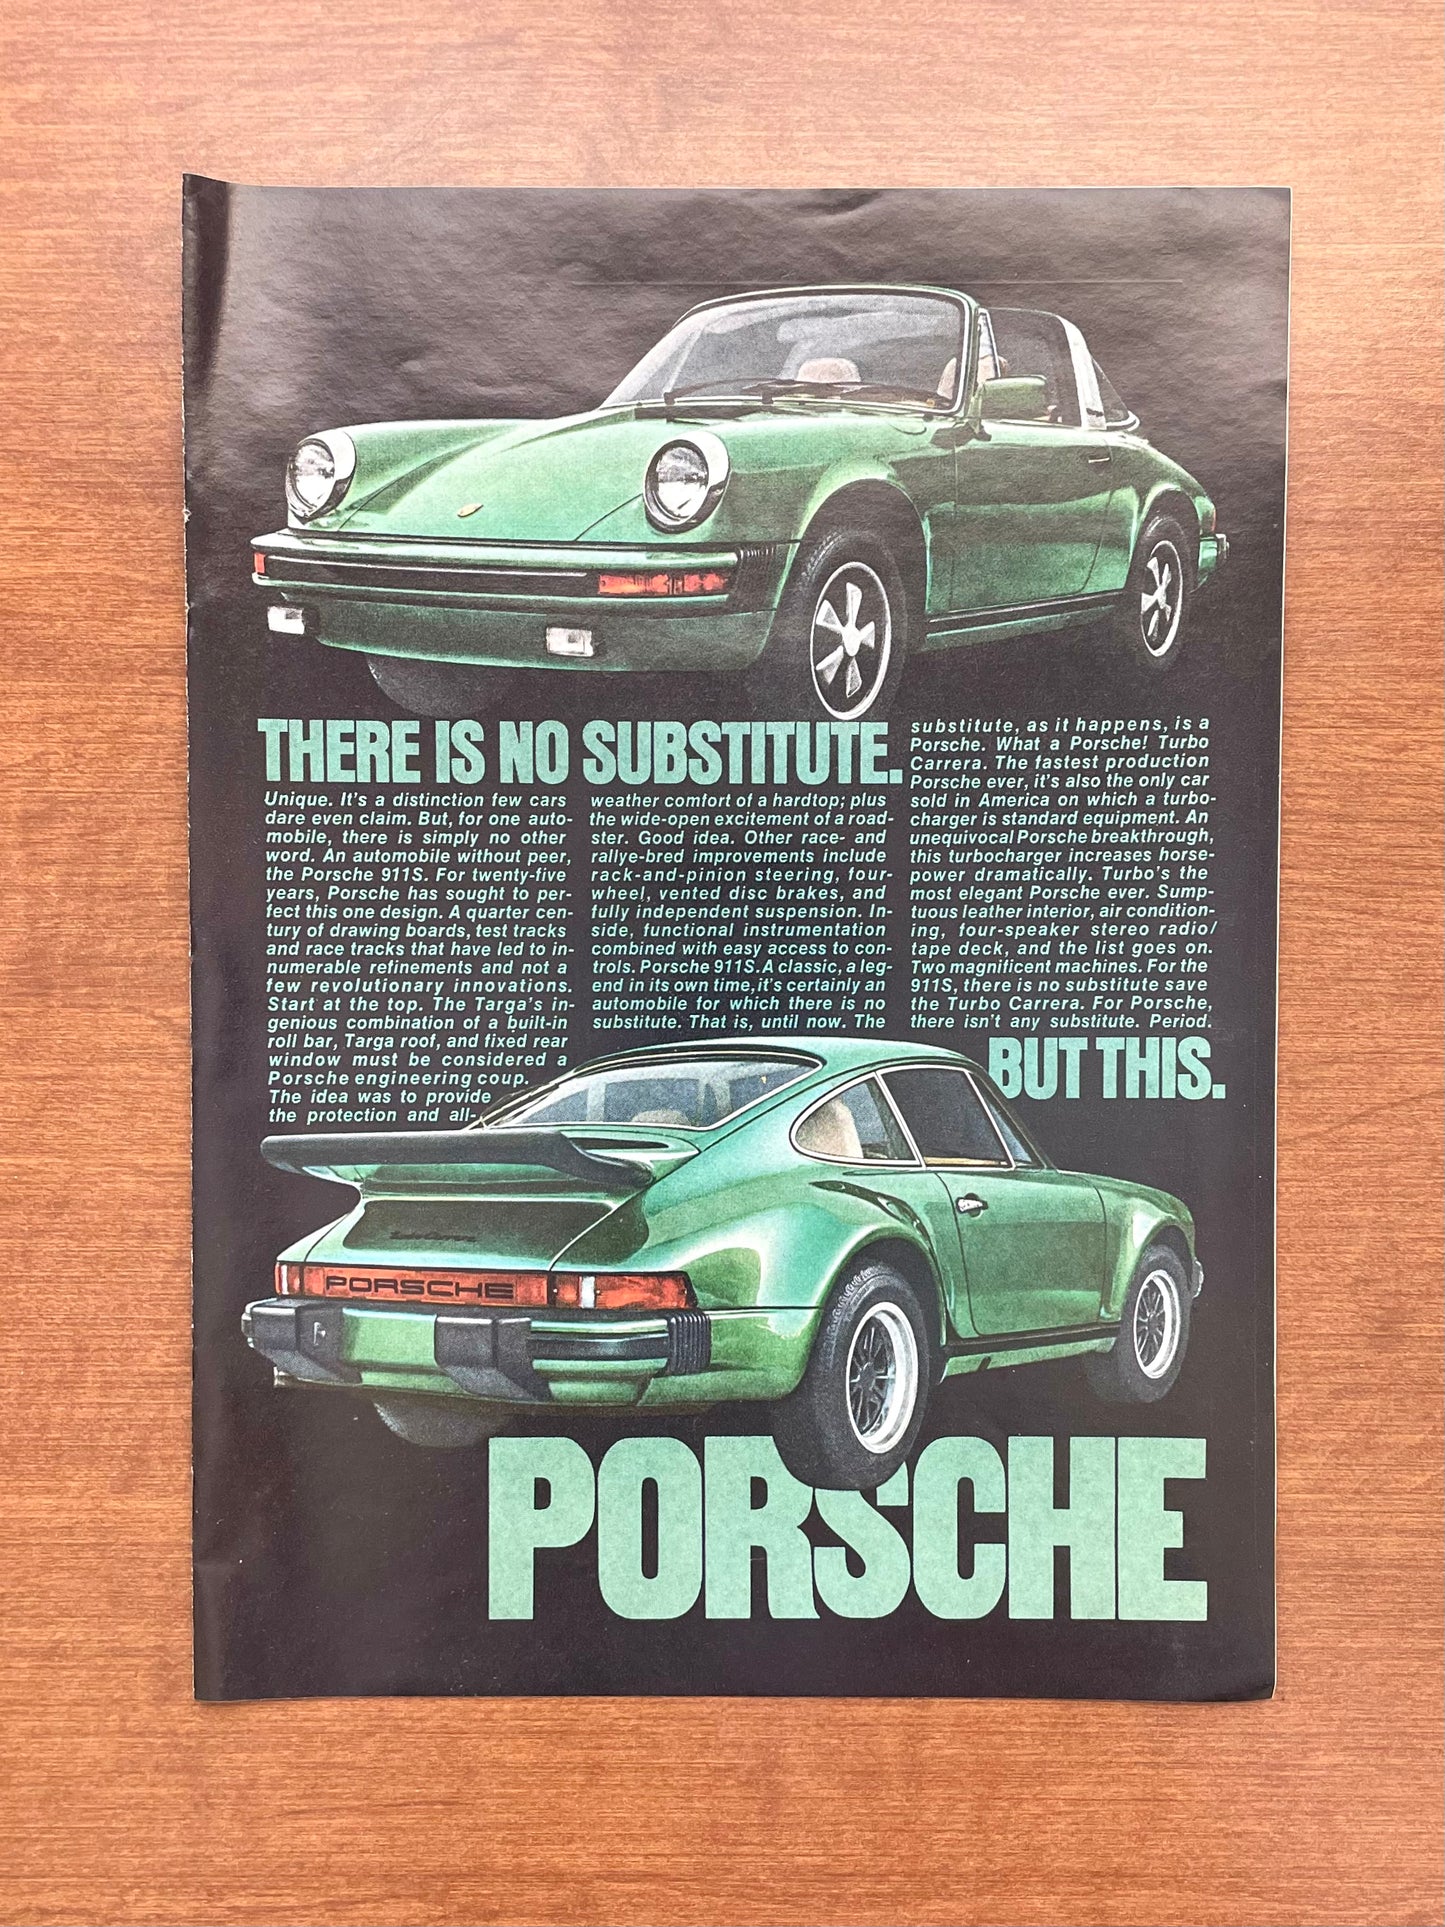 THERE IS NO SUBSTITUTE.
Unique. It's a distinction few cars
dare even claim. But, for one auto-
mobile, there is simply no other
word. An automobile without peer,
the Porsche 911S. For twenty-five
years, Porsche has sought to per-
fect this one design. A quarter cen-
tury of drawing boards, test tracks
and race tracks that have led to in-
numerable refinements and not a
few revolutionary innovations.
Start at the top. The Targa's in-
genious combination of a built-in
roll bar, Targa roof, and fixed rear
window must be considered a
Porsche engineering coup.
The idea was to provide
the protection and all-
weather comfort of a hardtop; plus
the wide-open excitement of a road-
ster. Good idea. Other race- and
rallye-bred improvements include
rack-and-pinion steering, four-
wheel, vented disc brakes, and
fully independent suspension. In-
side, functional instrumentation
combined with easy access to con-
trols. Porsche 911S. A classic, a leg-
end in its own time, it's certainly an
automobile for which there is no
substitute. That is, until now. The
substitute, as it happens, is a
Porsche. What a Porsche! Turbo
Carrera. The fastest production
Porsche ever, it's also the only car
sold in America on which a turbo-
charger is standard equipment. An
unequivocal Porsche breakthrough,
this turbocharger increases horse-
power dramatically. Turbo's the
most elegant Porsche ever. Sump-
tuous leather interior, air condition-
ing, four-speaker stereo radio/
tape deck, and the list goes on.
Two magnificent machines. For the
911S, there is no substitute save
the Turbo Carrera. For Porsche,
there isn't any substitute. Period.
BUT THIS.
PORSCHE
PORSCHE